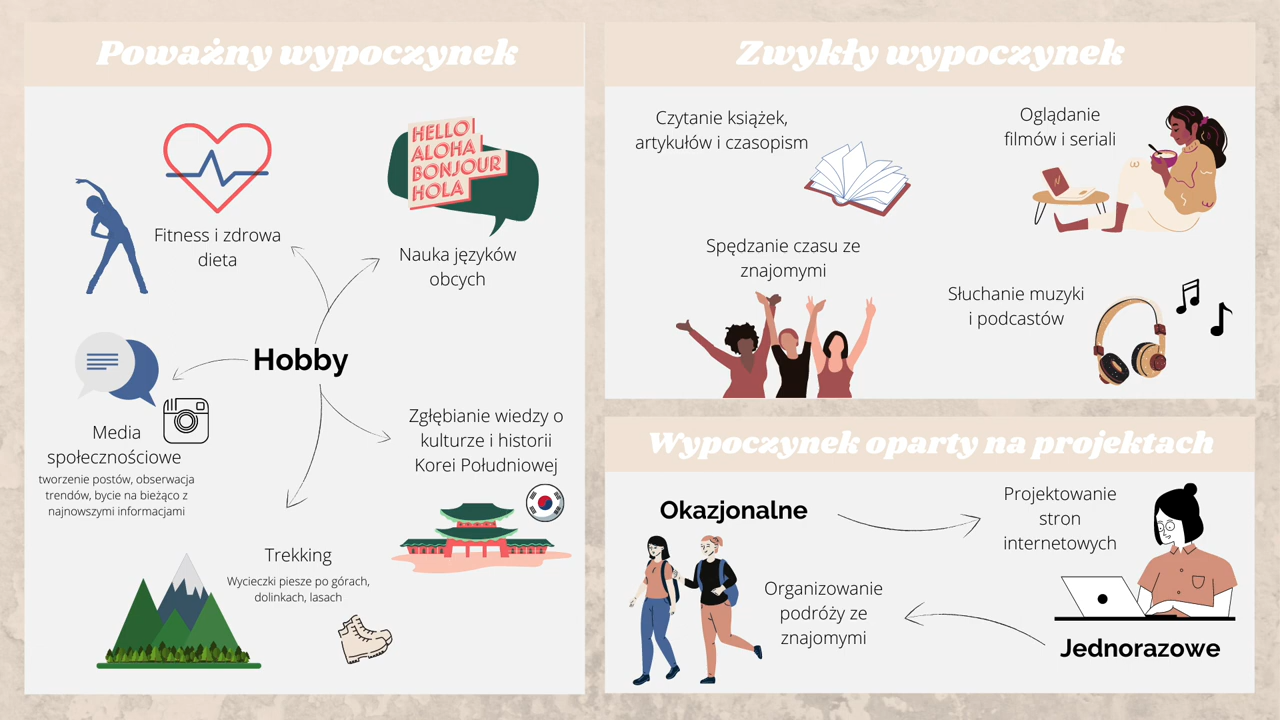 Poważny wypoczynek
HELLO!
ALOHA
BONJOUR
HOLA
Fitness i zdrowa
dieta
Nauka języków
obcych
Hobby
Media
społecznościowe
tworzenie postów, obserwacja
trendów, bycie na bieżąco z
najnowszymi informacjami
Zgłębianie wiedzy o
kulturze i historii
Korei Południowej
Trekking
Wycieczki piesze po górach,
dolinkach, lasach
Zwykły wypoczynek
Czytanie książek,
artykułów i czasopism
Oglądanie
filmów i seriali
Spędzanie czasu ze
znajomymi
Słuchanie muzyki
i podcastów
Wypoczynek oparty na projektach
Okazjonalne
Projektowanie
stron
internetowych
Organizowanie
podróży ze
znajomymi
Jednorazowe